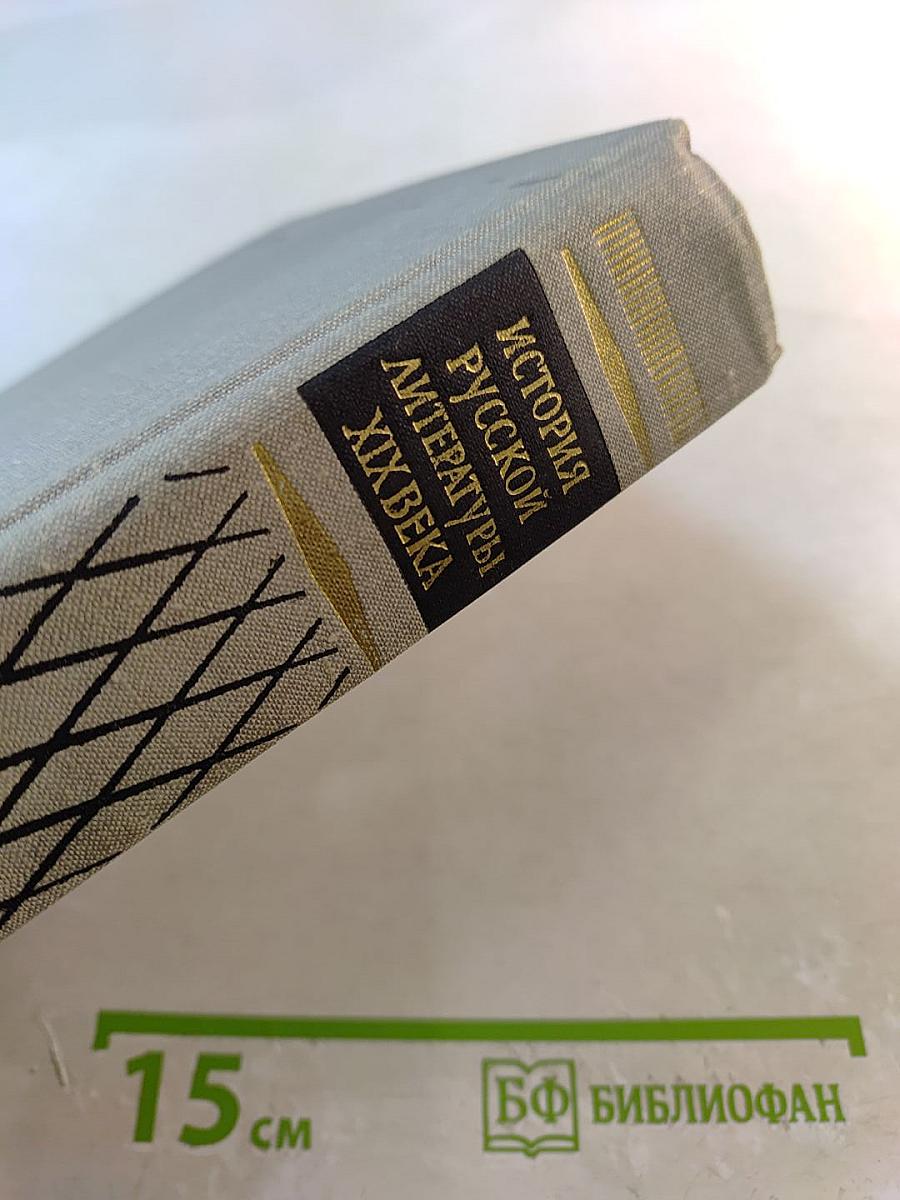 ИСТОРИЯ
РУССКОЙ
ЛИТЕРАТУРЫ
XIX ВЕКА
15 см
БФ БИБЛИОФАН